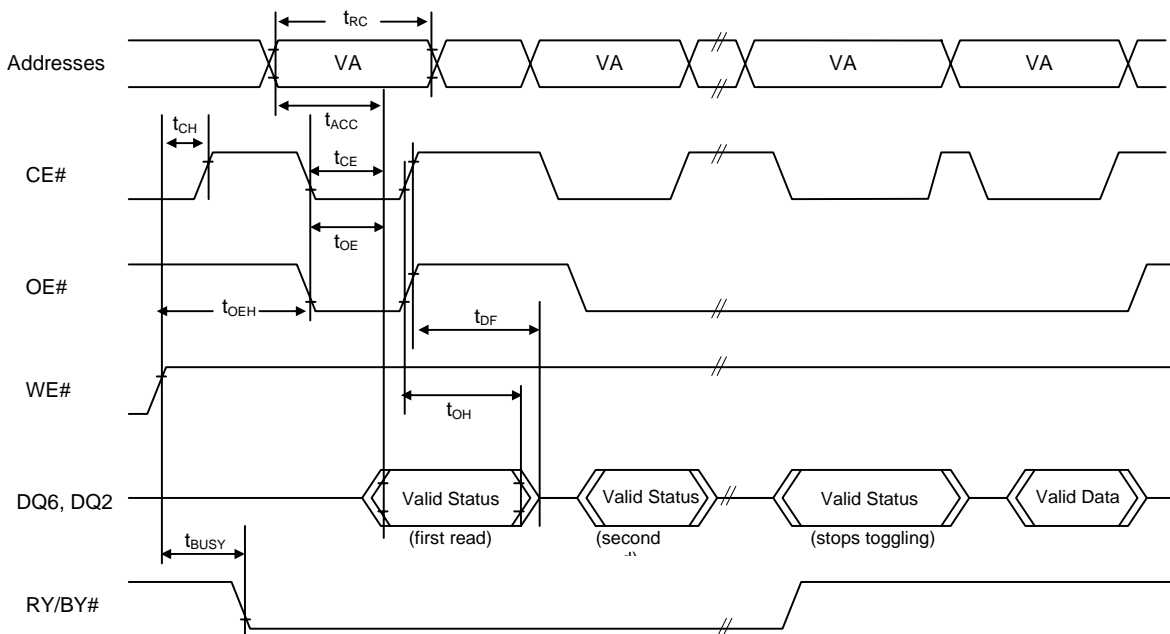 tRC
Addresses VA VA VA VA
tACC
tCH
tCE
CE#
tOE
OE#
tOEH
tDF
WE#
tOH
DQ6, DQ2 Valid Status Valid Status Valid Status Valid Data
(first read) (second (stops toggling)
tBUSY
RY/BY#